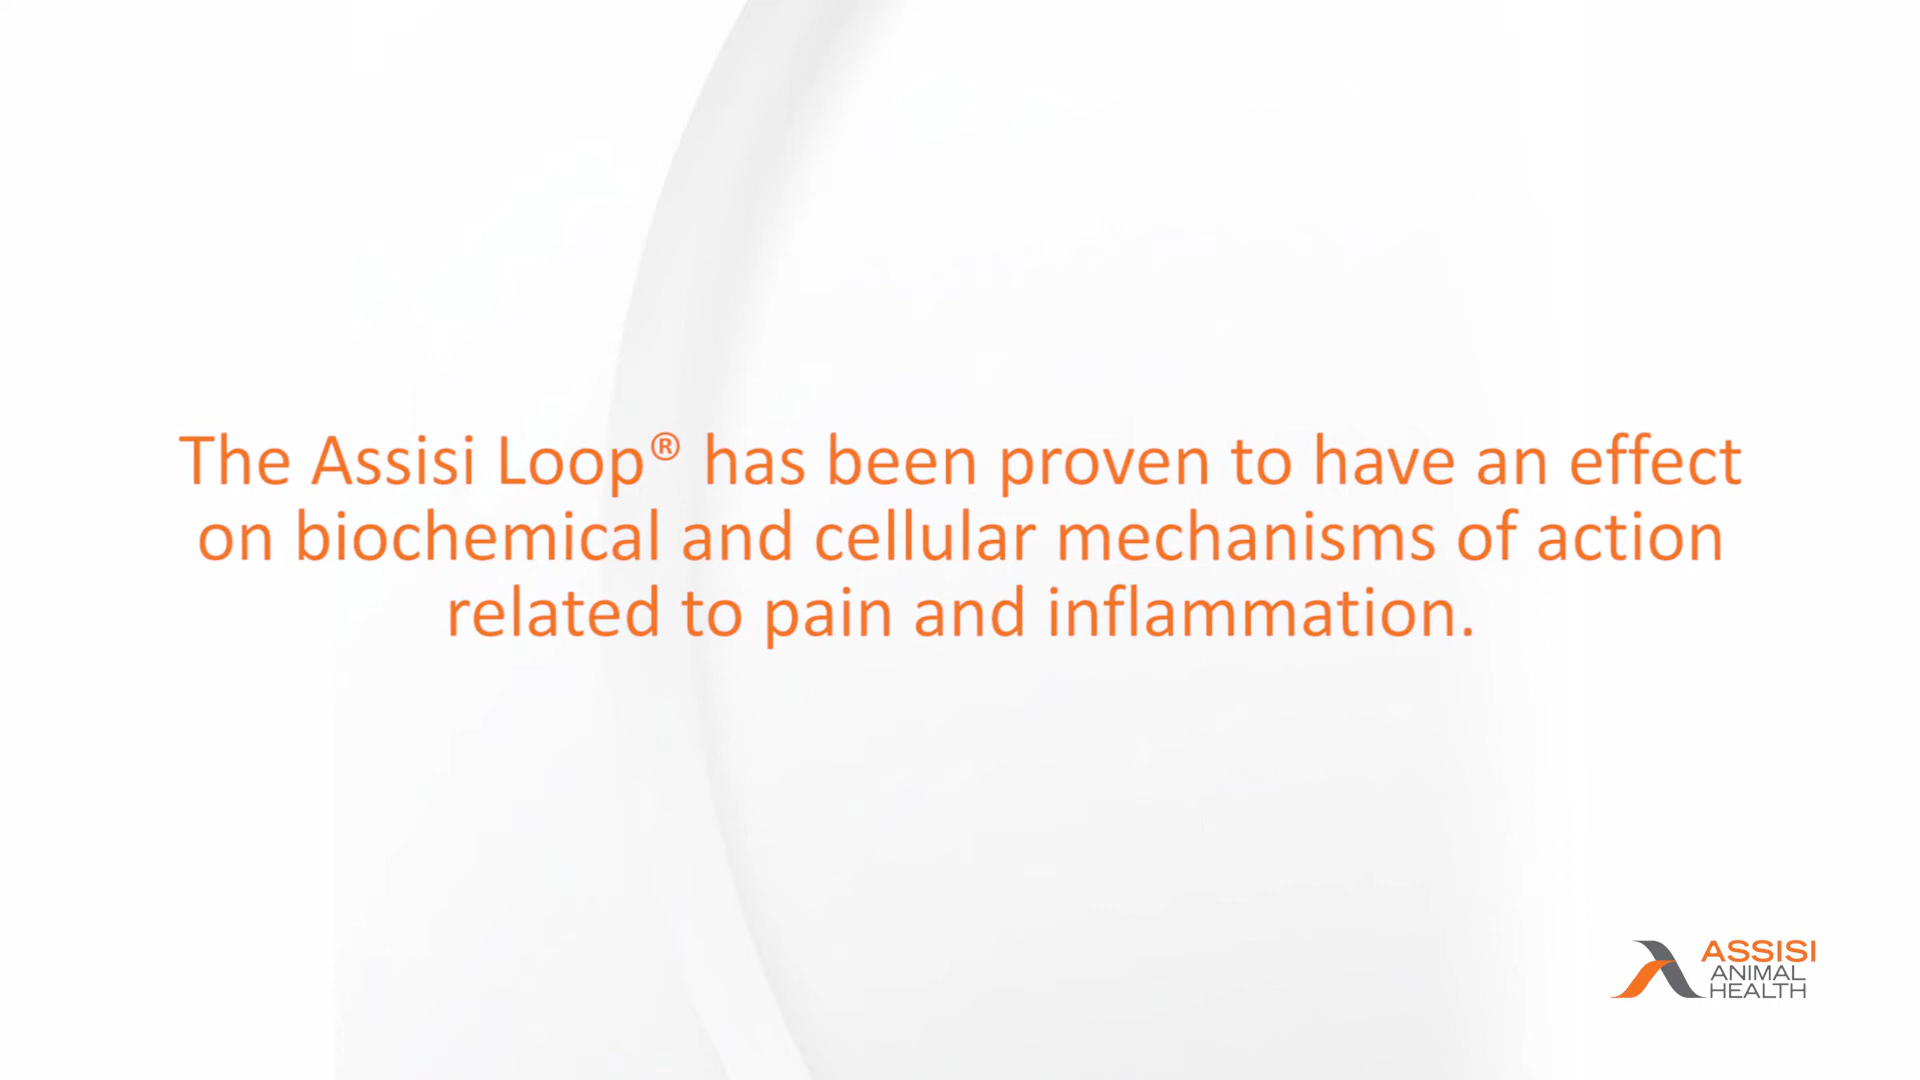 The Assisi Loop® has been proven to have an effect
on biochemical and cellular mechanisms of action
related to pain and inflammation.
ASSISI
ANIMAL
HEALTH